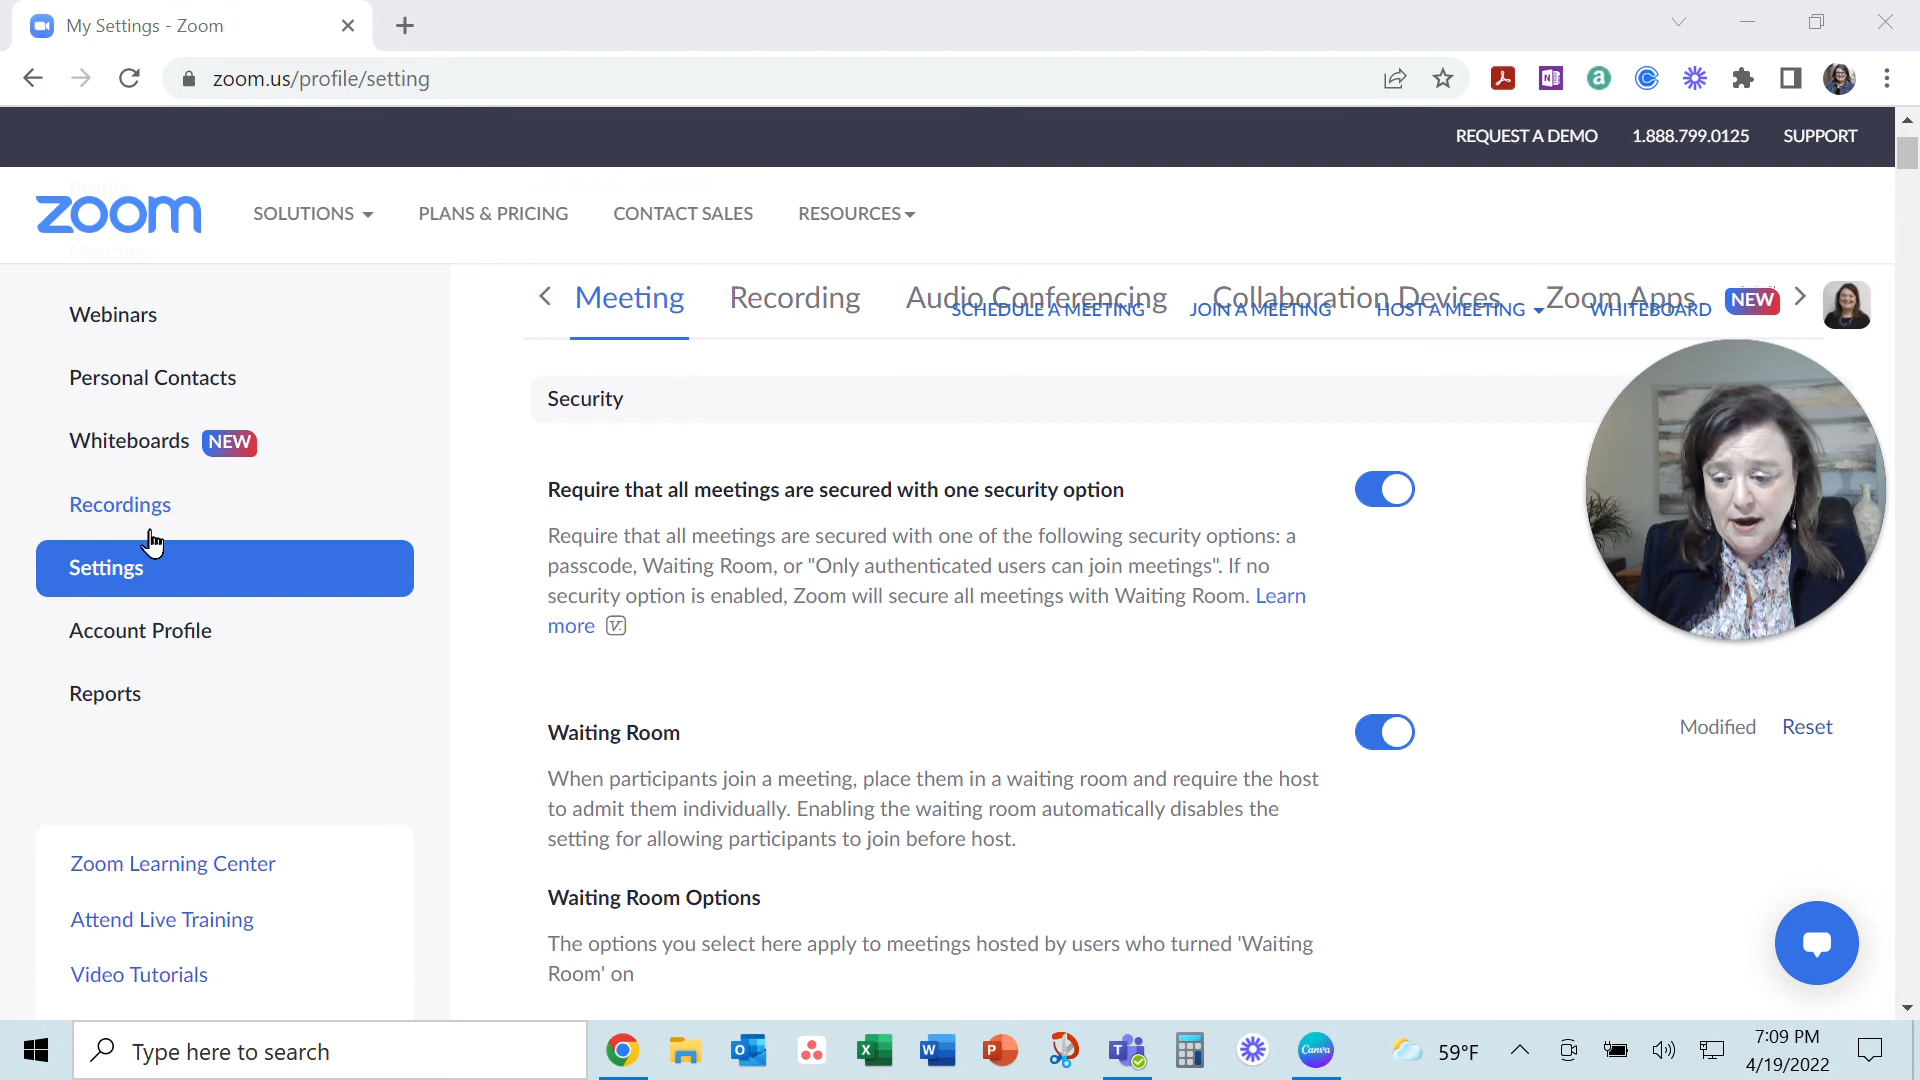 My Settings - Zoom
zoom.us/profile/setting
REQUEST A DEMO 1.888.799.0125 SUPPORT
Profile
zoom SOLUTIONS PLANS & PRICING CONTACT SALES RESOURCES
Meetings
Meeting Recording Audio Conferencing Collaboration Devices Zoom Apps
SCHEDULE A MEETING JOIN A MEETING HOST A MEETING WHITEBOARD NEW
Webinars
Personal Contacts
Whiteboards NEW
Recordings
Settings
Account Profile
Reports
Zoom Learning Center
Attend Live Training
Video Tutorials
Security
Require that all meetings are secured with one security option
Require that all meetings are secured with one of the following security options: a
passcode, Waiting Room, or "Only authenticated users can join meetings". If no
security option is enabled, Zoom will secure all meetings with Waiting Room. Learn
more
Waiting Room
Modified Reset
When participants join a meeting, place them in a waiting room and require the host
to admit them individually. Enabling the waiting room automatically disables the
setting for allowing participants to join before host.
Waiting Room Options
The options you select here apply to meetings hosted by users who turned 'Waiting
Room' on
Type here to search
Canva
59°F
7:09 PM
4/19/2022